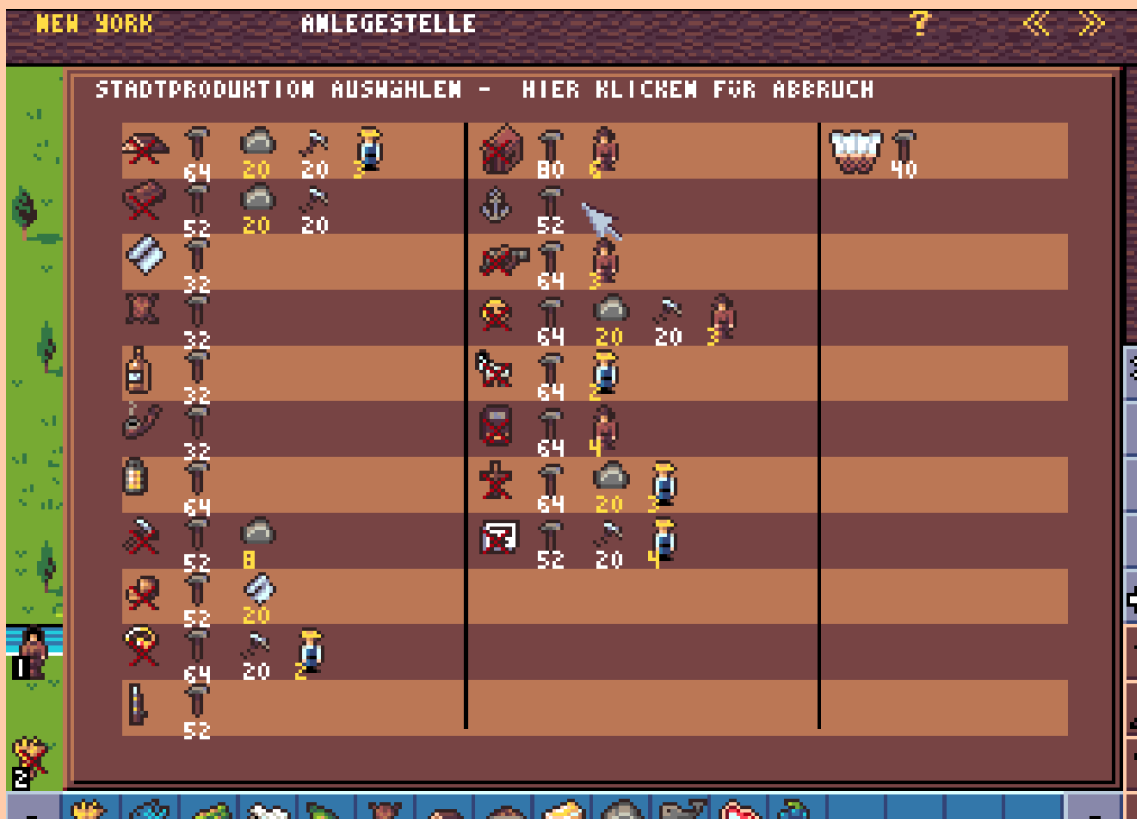 NEW YORK ANLEGESTELLE ? « »
STADTPRODUKTION AUSWÄHLEN - HIER KLICKEN FÜR ABBRUCH
64 20 20 3 80 6 40
52 20 20 52
32 64 3
32 64 20 20 3
32 64 2
32 64 4
64 64 20 3
52 8 52 20 4
52 20
64 20 2
1
52
2